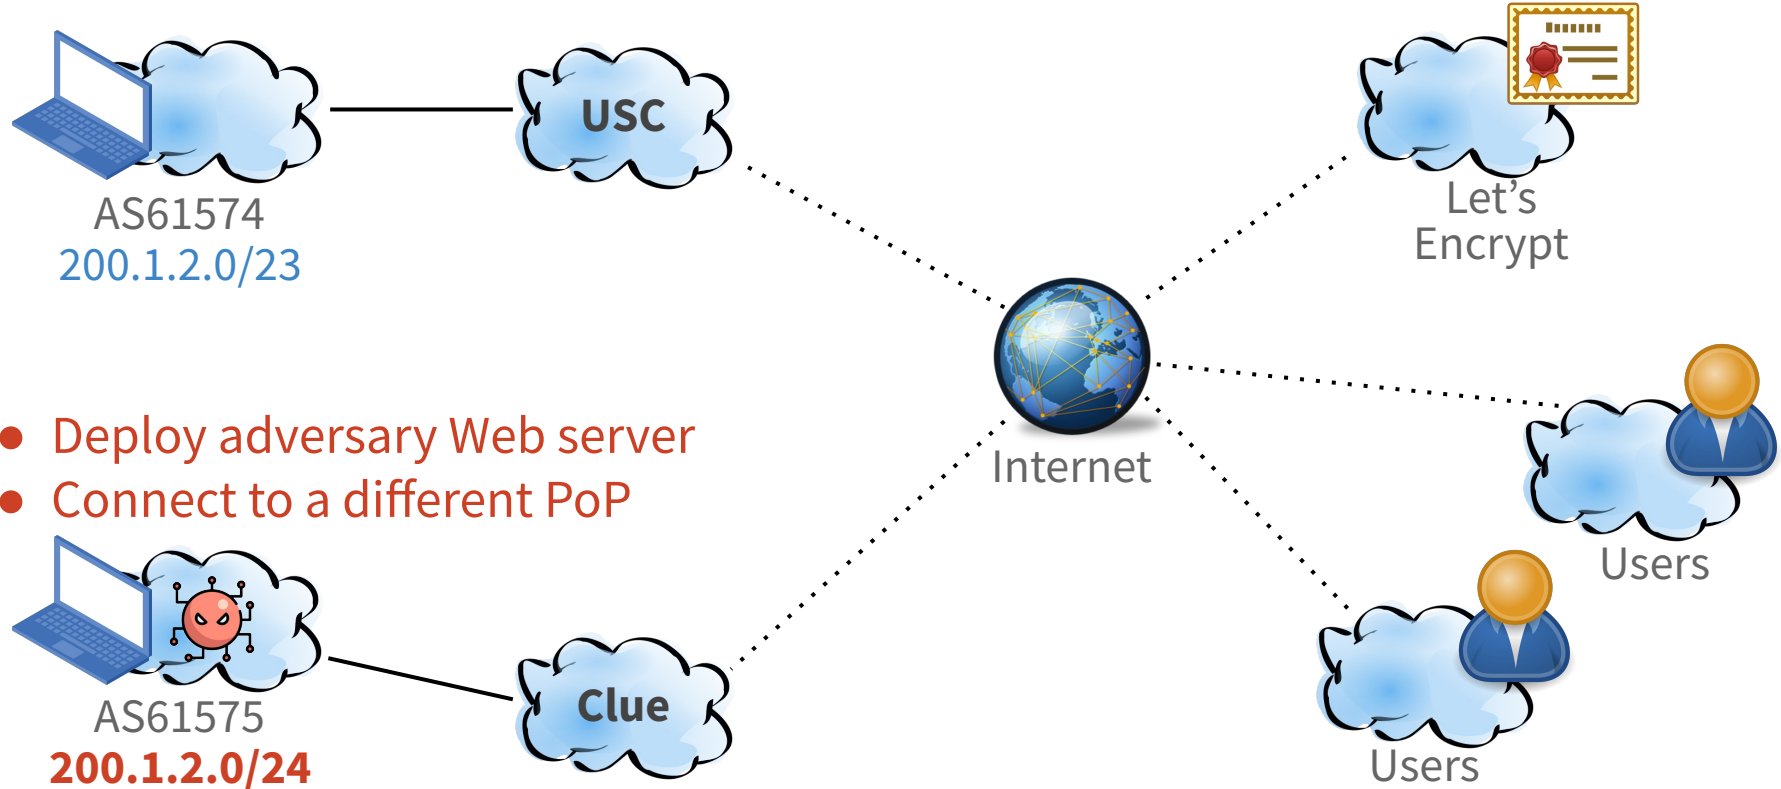 USC
AS61574
200.1.2.0/23
Let's
Encrypt
Internet
● Deploy adversary Web server
● Connect to a different PoP
Users
AS61575
200.1.2.0/24
Clue
Users